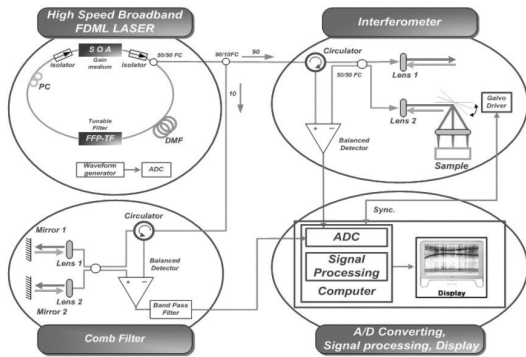 High Speed Broadband
FDML LASER
isolator
S O A
Gain
medium
isolator
50/50 FC
90/10FC
90
10
PC
Tunable
Filter
FFP-TF
DMF
Waveform
generator
ADC
Interferometer
Circulator
50/50 FC
Lens 1
Lens 2
Galvo
Driver
Balanced
Detector
+
-
Sample
Sync.
Mirror 1
Lens 1
Circulator
Balanced
Detector
+
-
Mirror 2
Lens 2
Band Pass
Filter
Comb Filter
ADC
Signal
Processing
Computer
Display
A/D Converting,
Signal processing, Display